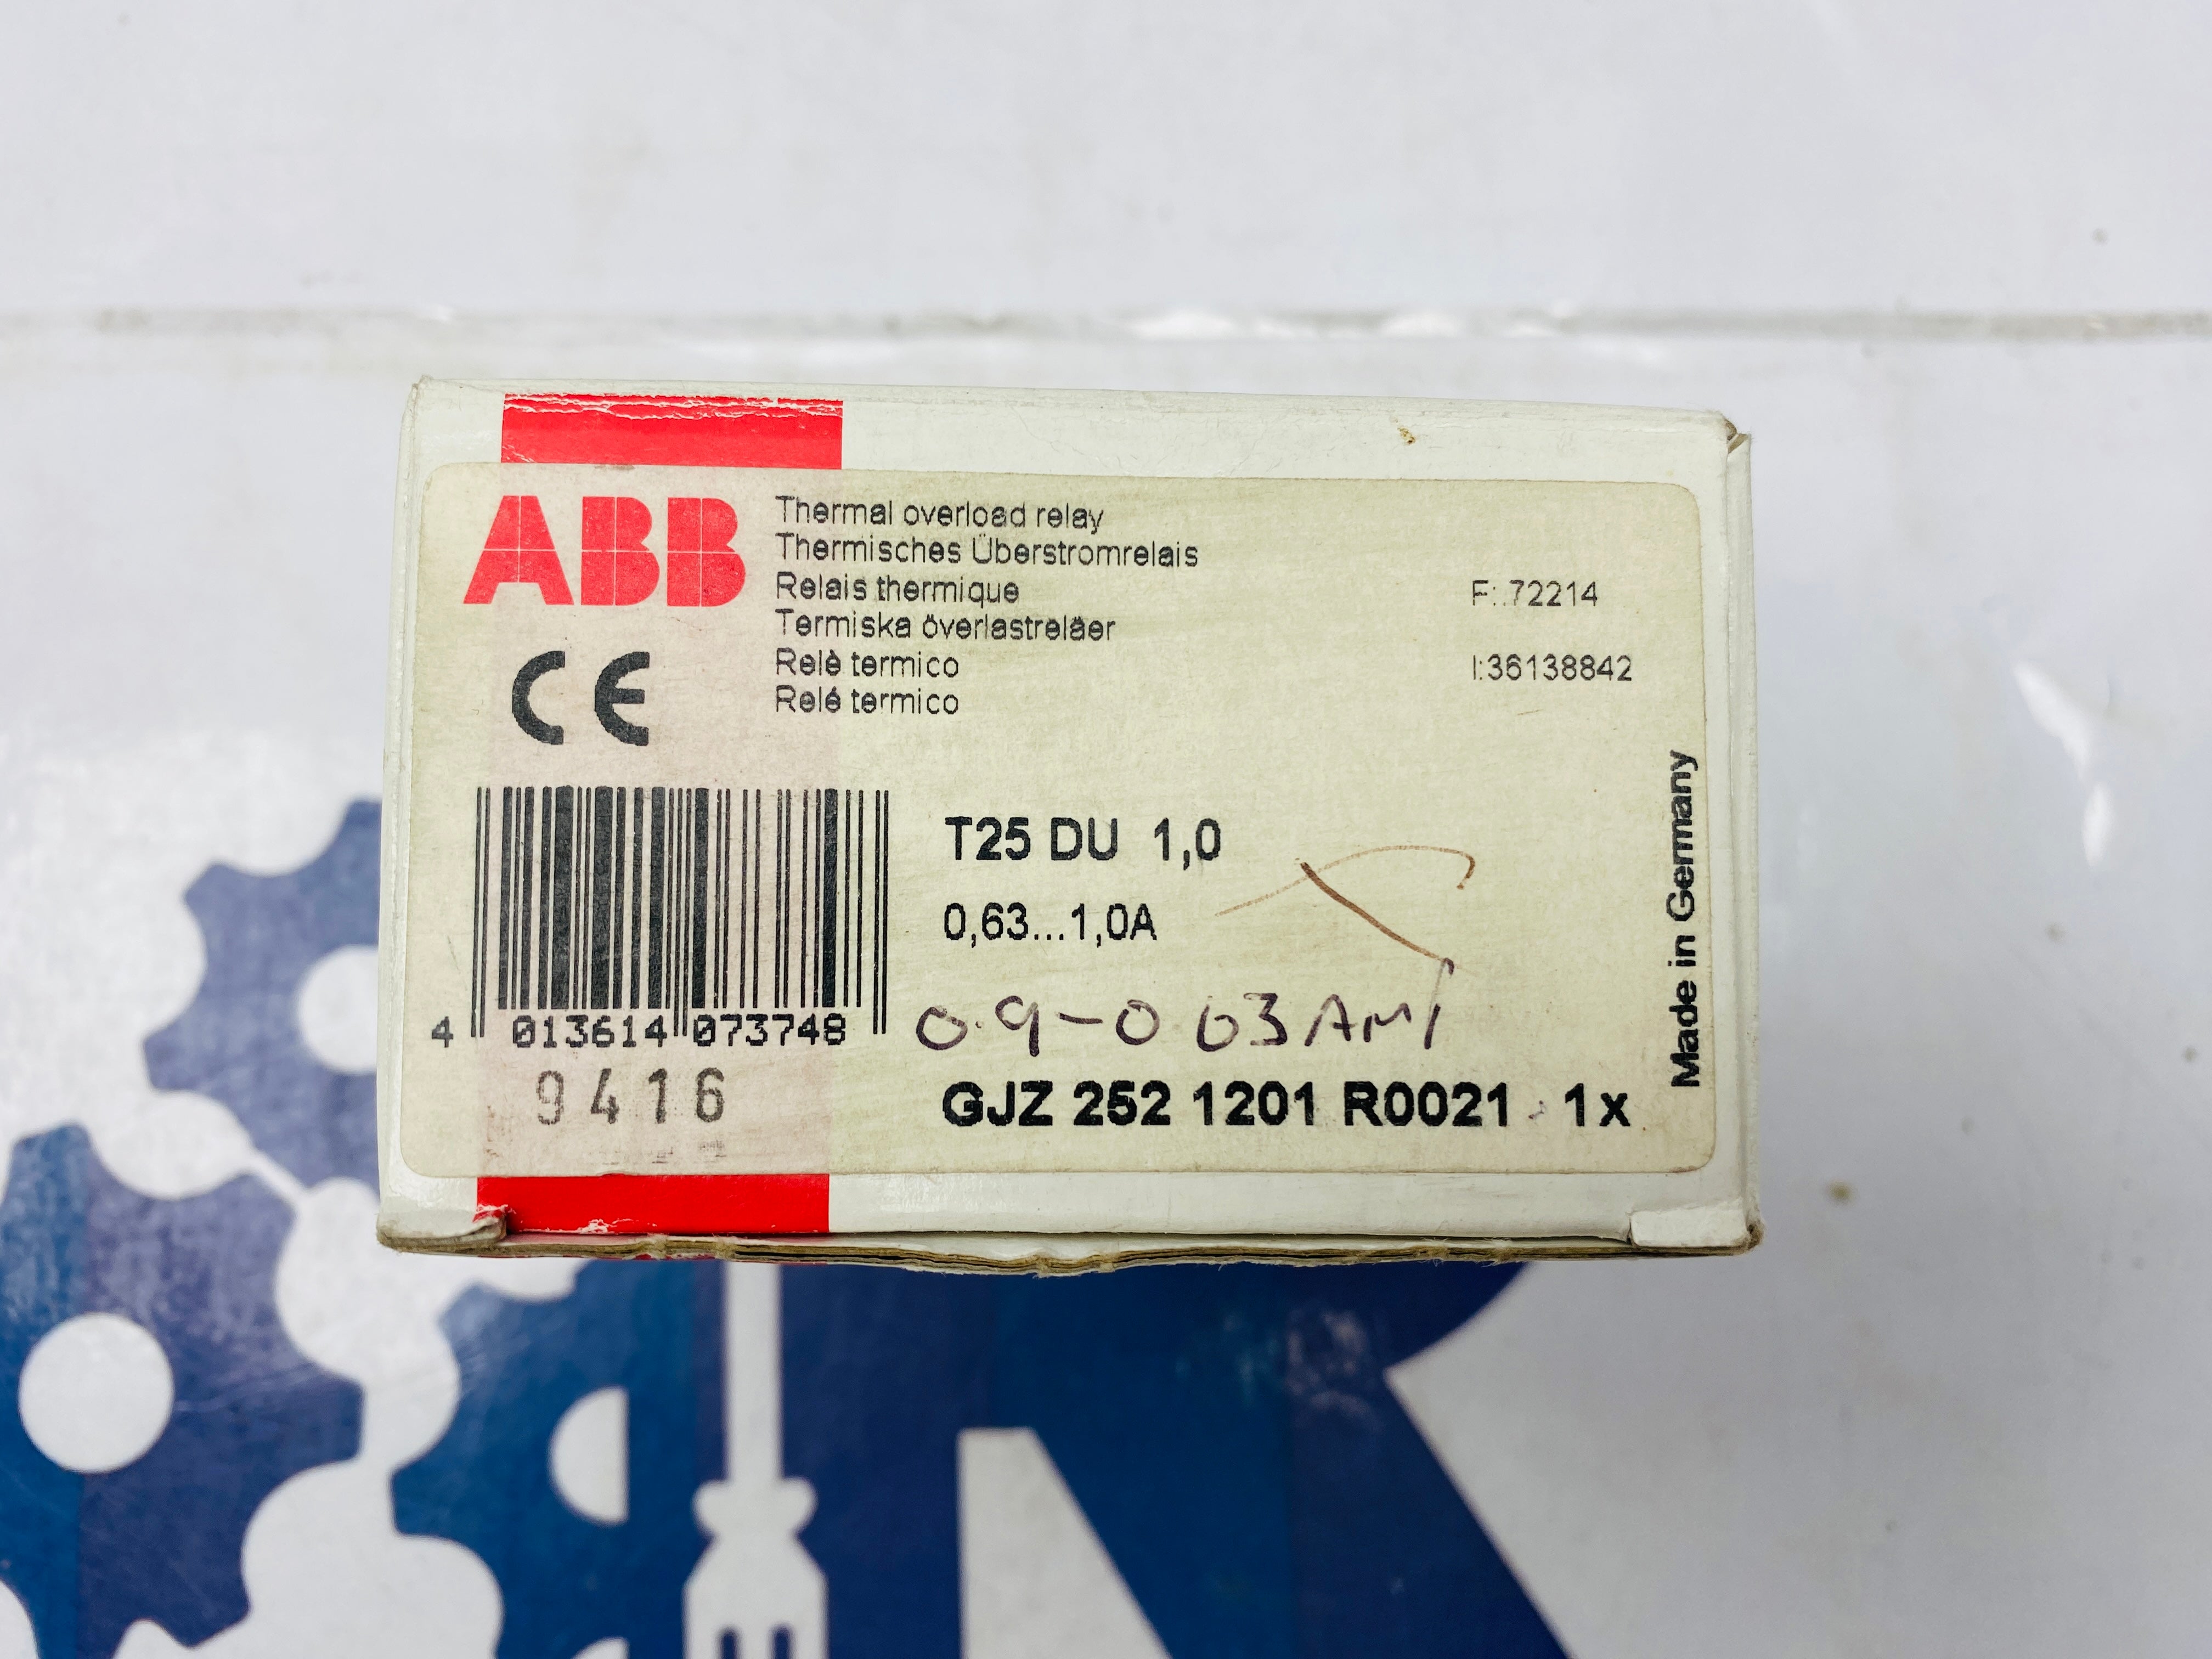 ABB
Thermal overload relay
Thermisches Überstromrelais
Relais thermique
Termiska överlastreläer
Relè termico
Relé termico
F:.72214
I:36138842
CE
T25 DU 1,0
0,63...1,0A
4 013614 073748
0.9-0 63 AMP
9416
GJZ 252 1201 R0021 1x
Made in Germany